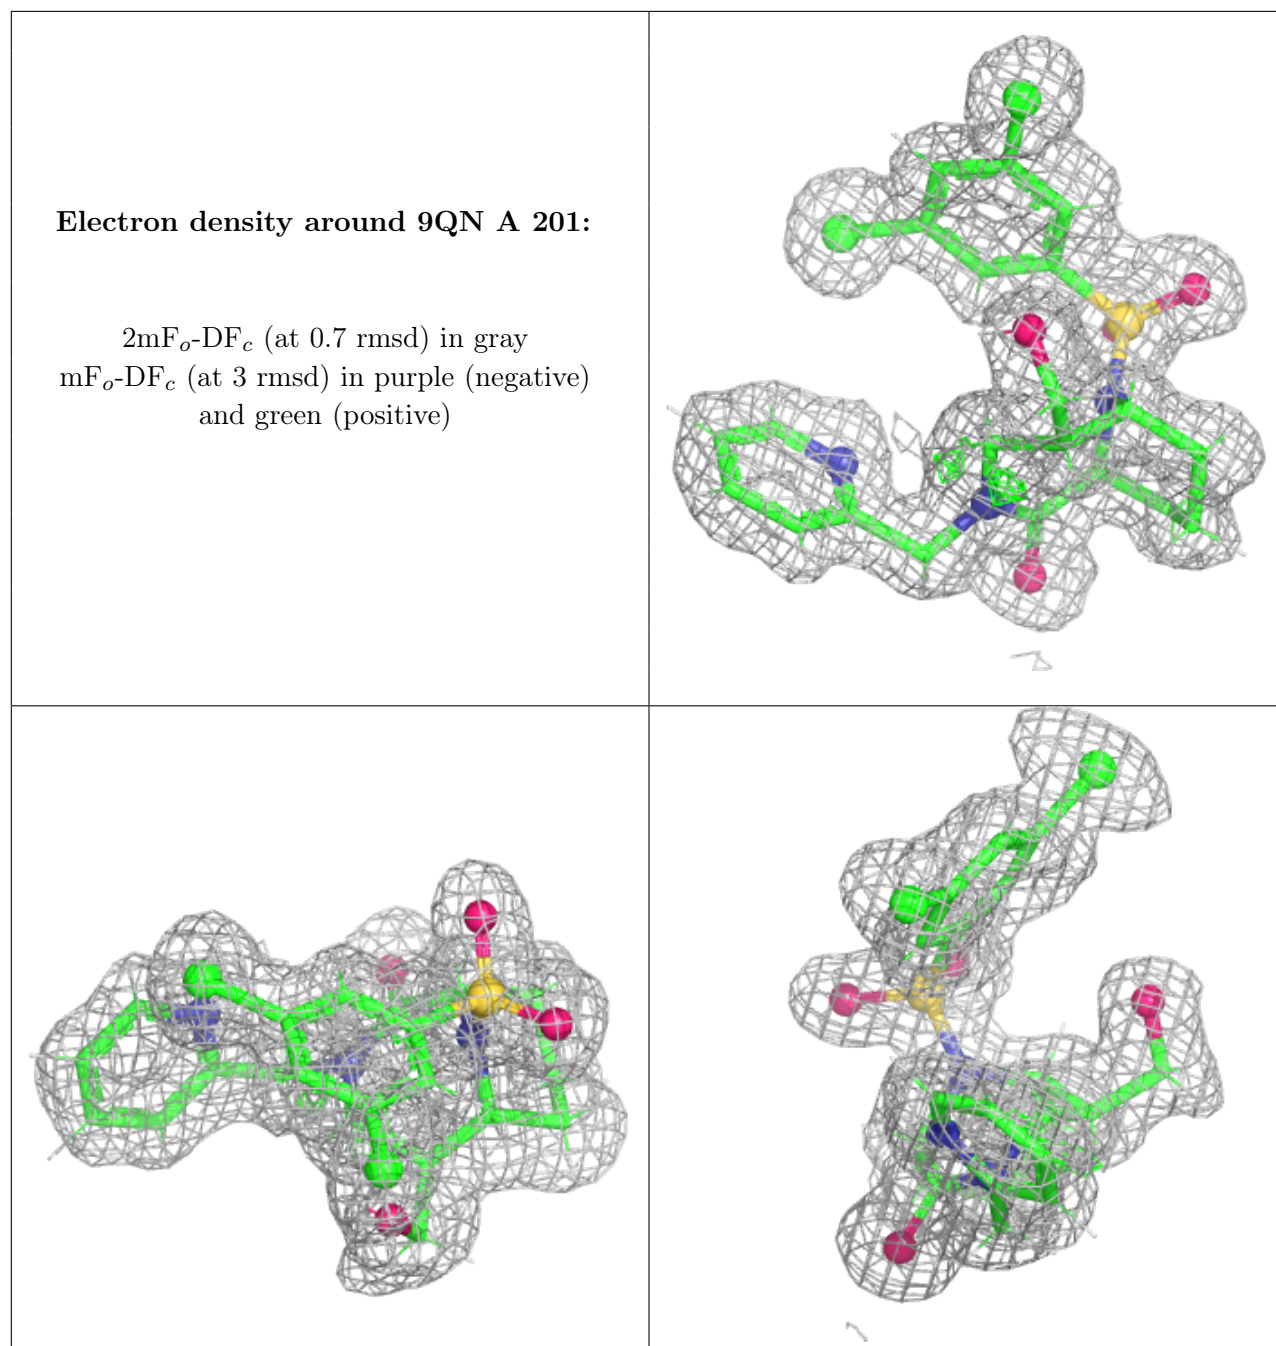 Electron density around 9QN A 201:
2mFo-DFc (at 0.7 rmsd) in gray
mFo-DFc (at 3 rmsd) in purple (negative)
and green (positive)